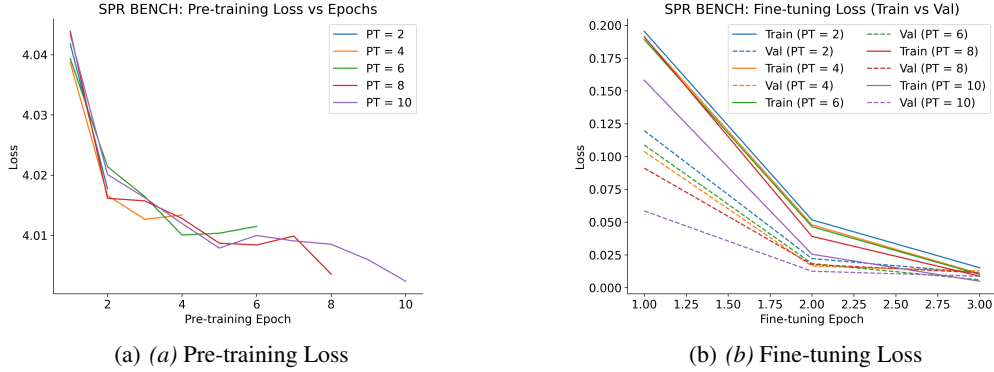 SPR BENCH: Pre-training Loss vs Epochs
PT = 2
PT = 4
PT = 6
PT = 8
PT = 10
4.04
4.03
4.02
4.01
Loss
2
4
6
8
10
Pre-training Epoch
(a) (a) Pre-training Loss
SPR BENCH: Fine-tuning Loss (Train vs Val)
Train (PT = 2)
Val (PT = 2)
Train (PT = 4)
Val (PT = 4)
Train (PT = 6)
Val (PT = 6)
Train (PT = 8)
Val (PT = 8)
Train (PT = 10)
Val (PT = 10)
0.200
0.175
0.150
0.125
0.100
0.075
0.050
0.025
0.000
Loss
1.00
1.25
1.50
1.75
2.00
2.25
2.50
2.75
3.00
Fine-tuning Epoch
(b) (b) Fine-tuning Loss